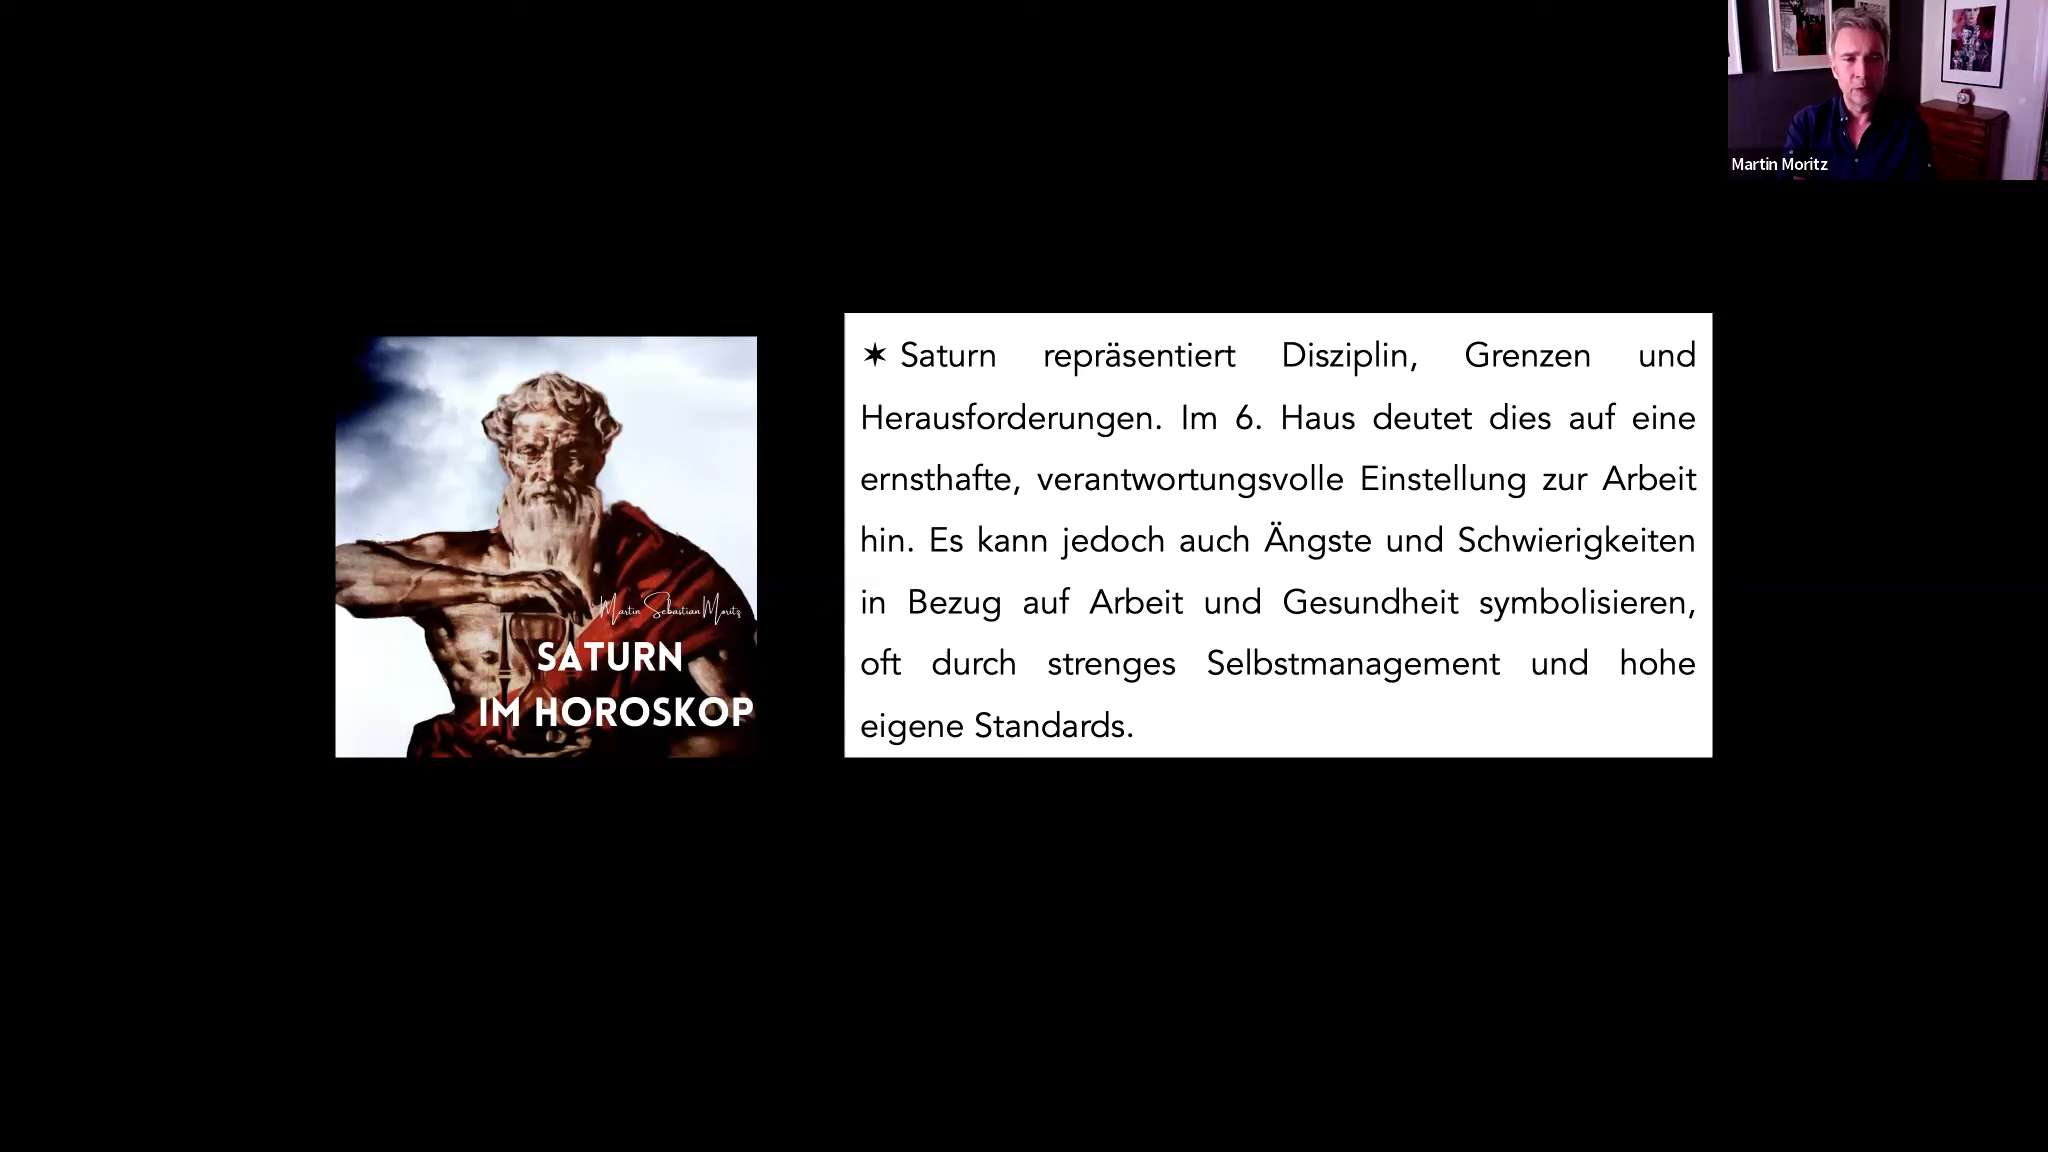 Martin Moritz
Martin Sebastian Moritz
SATURN
IM HOROSKOP
✶ Saturn repräsentiert Disziplin, Grenzen und
Herausforderungen. Im 6. Haus deutet dies auf eine
ernsthafte, verantwortungsvolle Einstellung zur Arbeit
hin. Es kann jedoch auch Ängste und Schwierigkeiten
in Bezug auf Arbeit und Gesundheit symbolisieren,
oft durch strenges Selbstmanagement und hohe
eigene Standards.